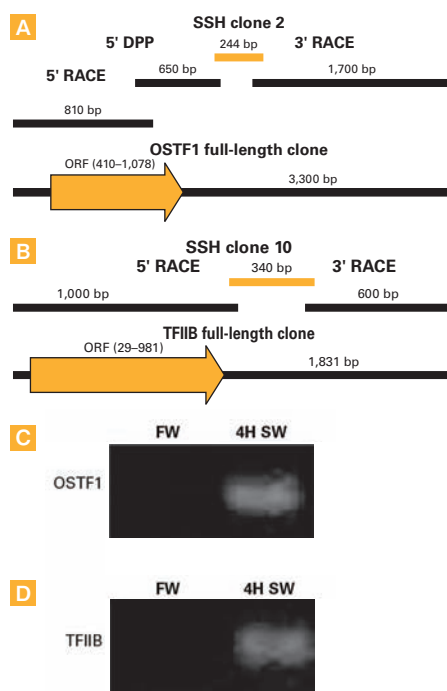 A
SSH clone 2
5' DPP 244 bp 3' RACE
5' RACE 650 bp 1,700 bp
810 bp
OSTF1 full-length clone
ORF (410–1,078) 3,300 bp
B
SSH clone 10
5' RACE 340 bp 3' RACE
1,000 bp 600 bp
TFIIB full-length clone
ORF (29–981) 1,831 bp
C
FW 4H SW
OSTF1
D
FW 4H SW
TFIIB